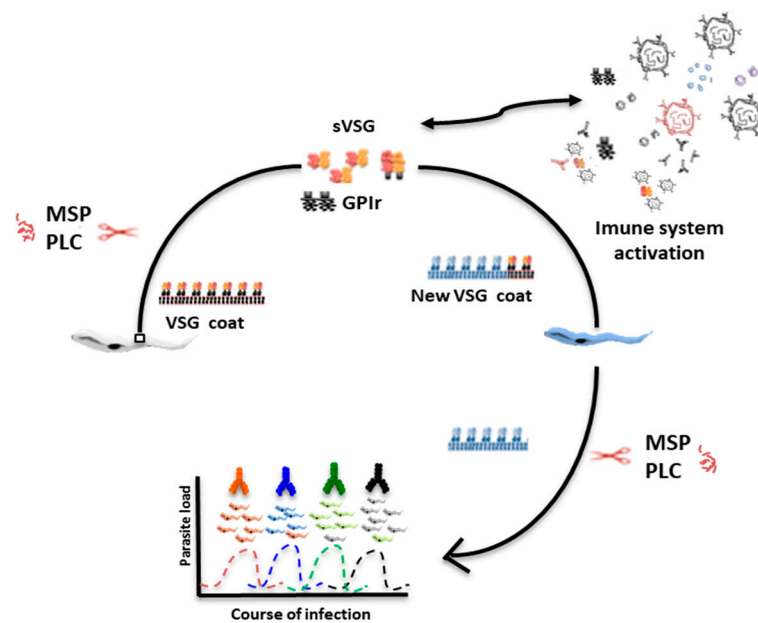 sVSG
GPIr
Imune system
activation
MSP
PLC
VSG coat
New VSG coat
MSP
PLC
Parasite load
Course of infection